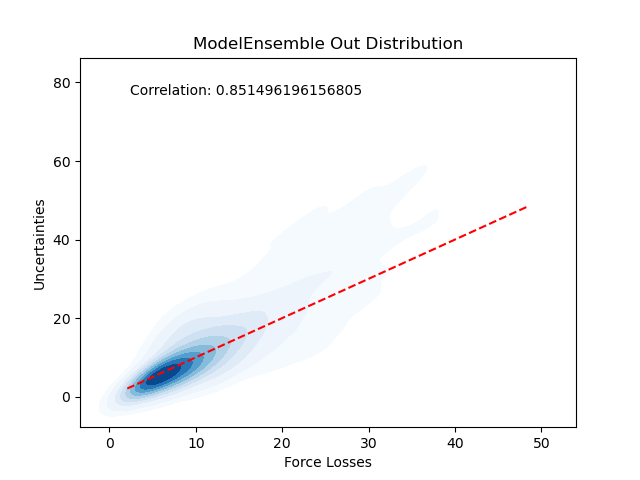 ModelEnsemble Out Distribution
Correlation: 0.851496196156805
80
60
40
20
0
Uncertainties
0 10 20 30 40 50
Force Losses